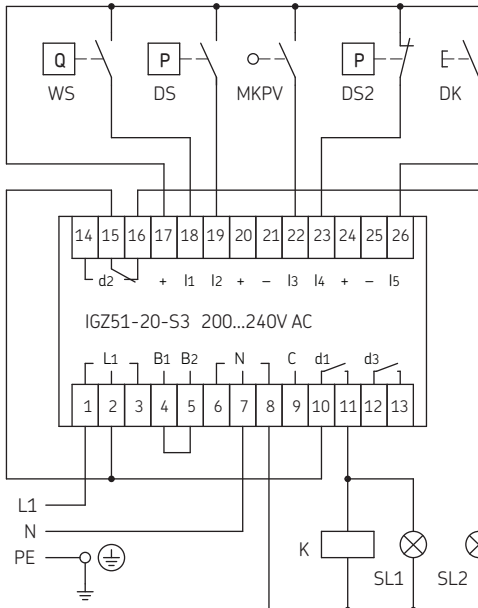 Q P P
WS DS MKPV DS2 DK
14 15 16 17 18 19 20 21 22 23 24 25 26
d2 + I1 I2 + − I3 I4 + − I5
IGZ51-20-S3 200...240V AC
L1 B1 B2 N C d1 d3
1 2 3 4 5 6 7 8 9 10 11 12 13
L1
N
PE
K
SL1 SL2